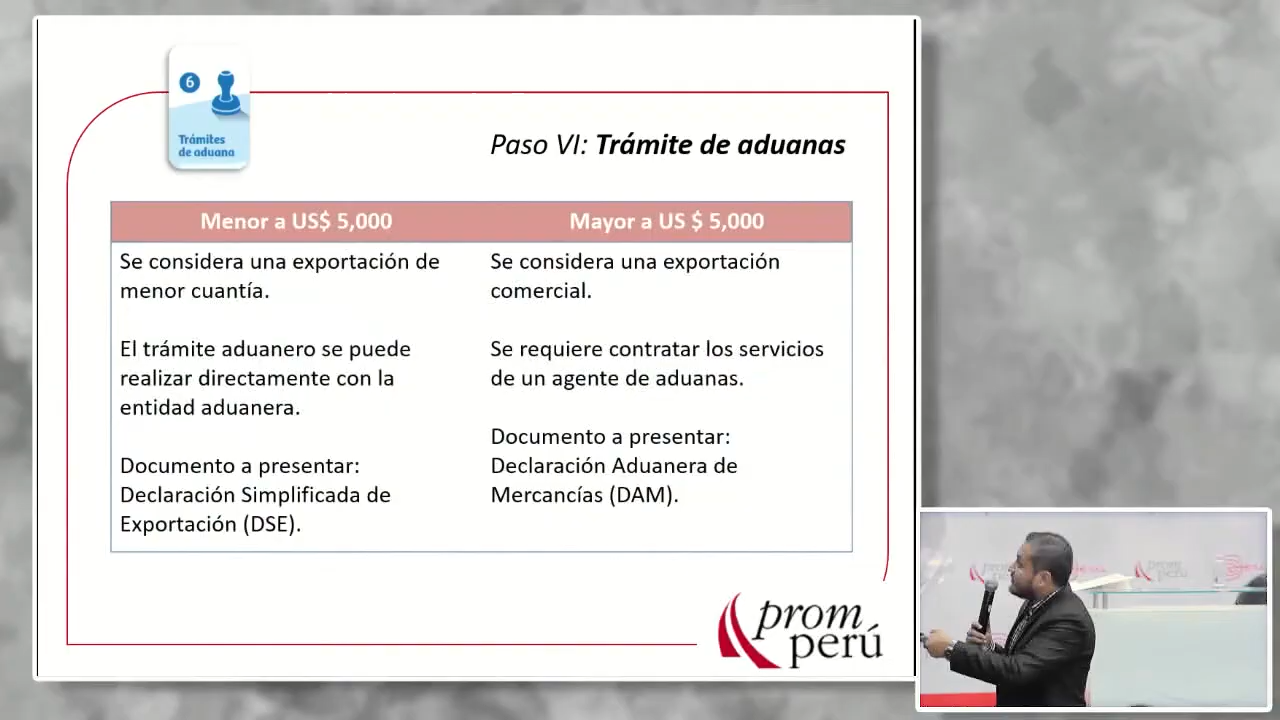 6
Trámites
de aduana
Paso VI: Trámite de aduanas
Menor a US$ 5,000
Mayor a US $ 5,000
Se considera una exportación de
menor cuantía.
El trámite aduanero se puede
realizar directamente con la
entidad aduanera.
Documento a presentar:
Declaración Simplificada de
Exportación (DSE).
Se considera una exportación
comercial.
Se requiere contratar los servicios
de un agente de aduanas.
Documento a presentar:
Declaración Aduanera de
Mercancías (DAM).
prom
perú
prom
perú